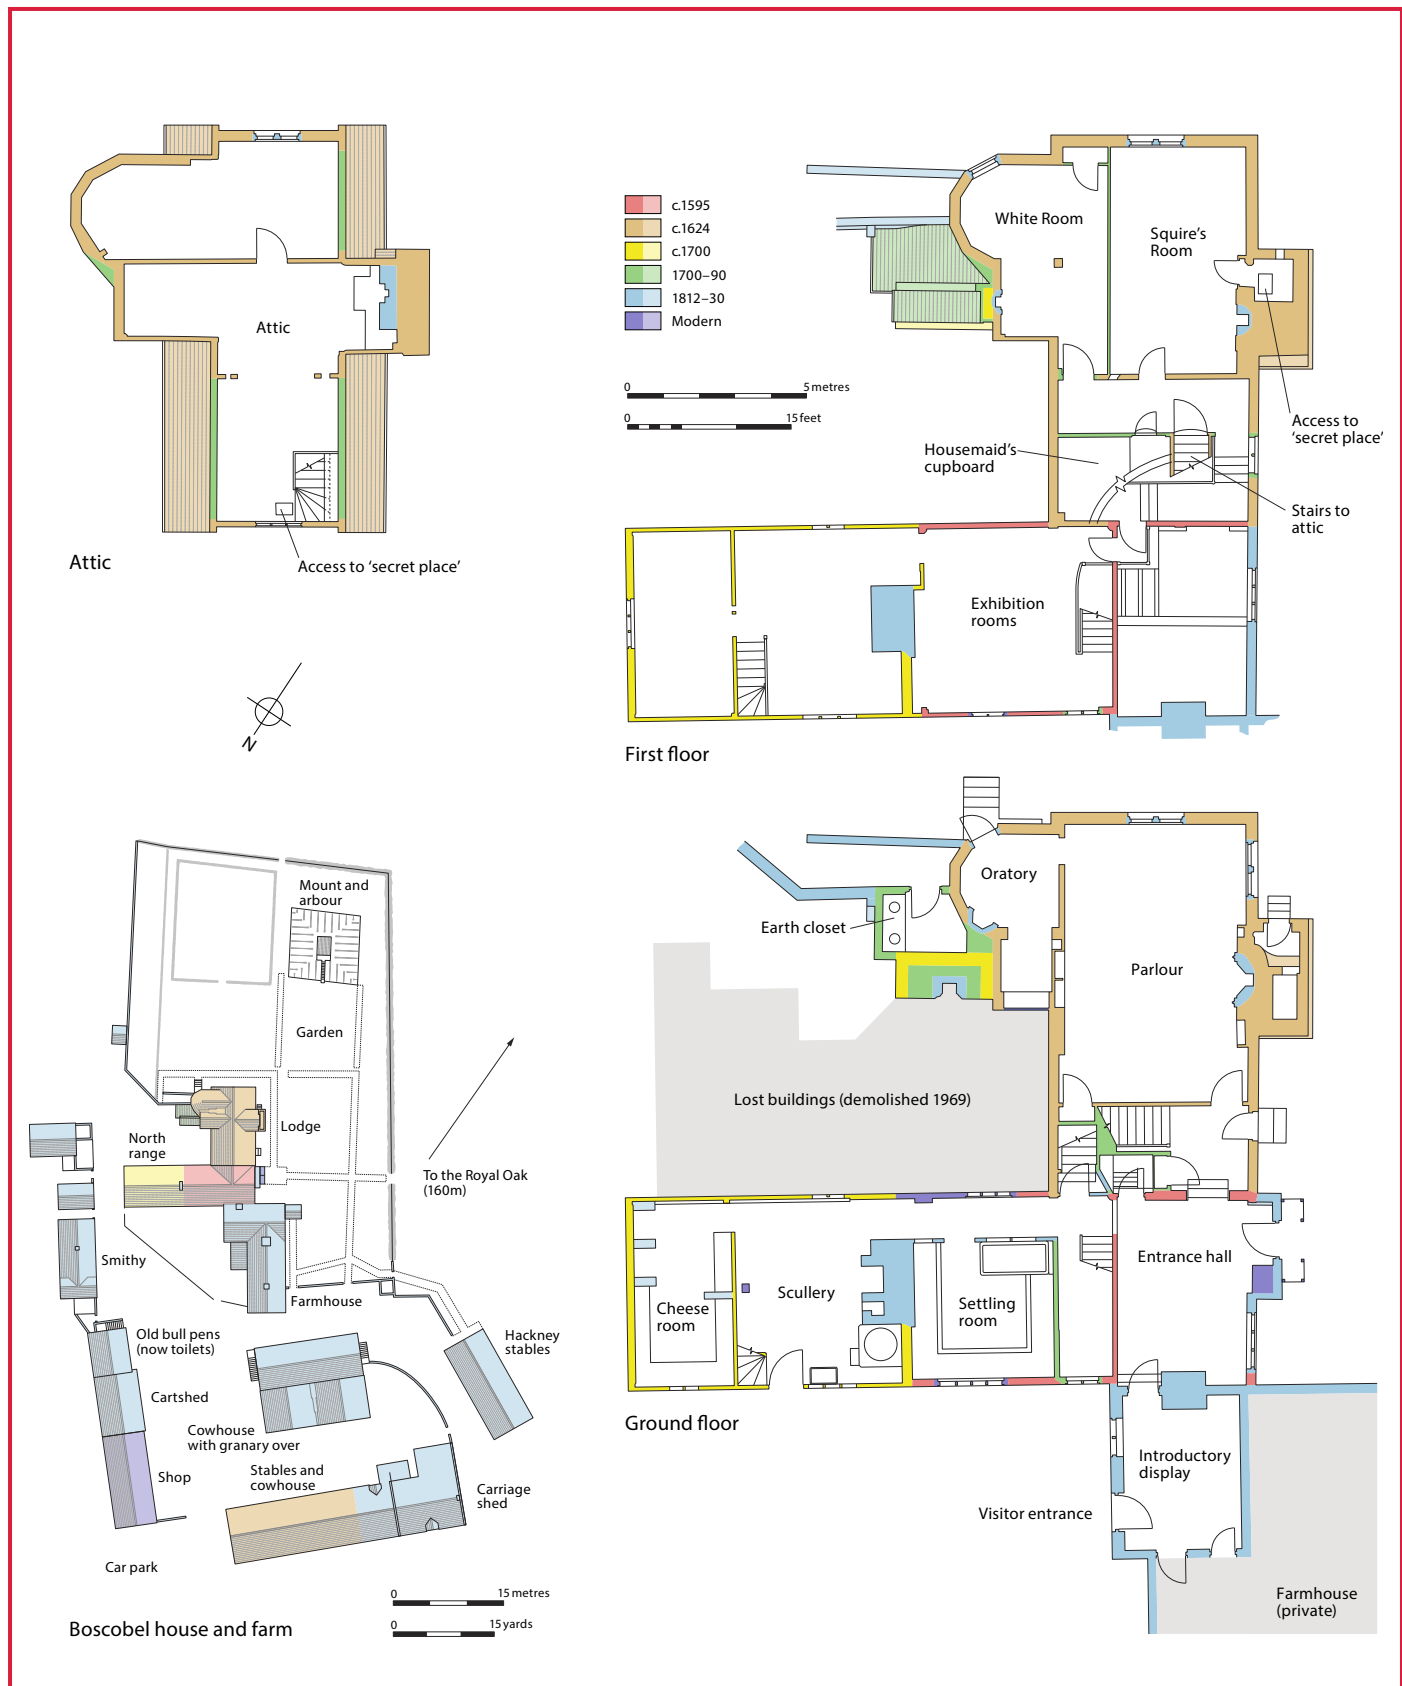 Attic
Access to ‘secret place’
Attic
N
c.1595
c.1624
c.1700
1700–90
1812–30
Modern
0
5 metres
0
15 feet
White Room
Squire’s
Room
Access to
‘secret place’
Housemaid’s
cupboard
Stairs to
attic
Exhibition
rooms
First floor
Oratory
Earth closet
Parlour
Lost buildings (demolished 1969)
Entrance hall
Cheese
room
Scullery
Settling
room
Ground floor
Introductory
display
Visitor entrance
Farmhouse
(private)
Mount and
arbour
Garden
Lodge
North
range
To the Royal Oak
(160m)
Smithy
Farmhouse
Old bull pens
(now toilets)
Hackney
stables
Cartshed
Cowhouse
with granary over
Shop
Stables and
cowhouse
Carriage
shed
Car park
0
15 metres
0
15 yards
Boscobel house and farm